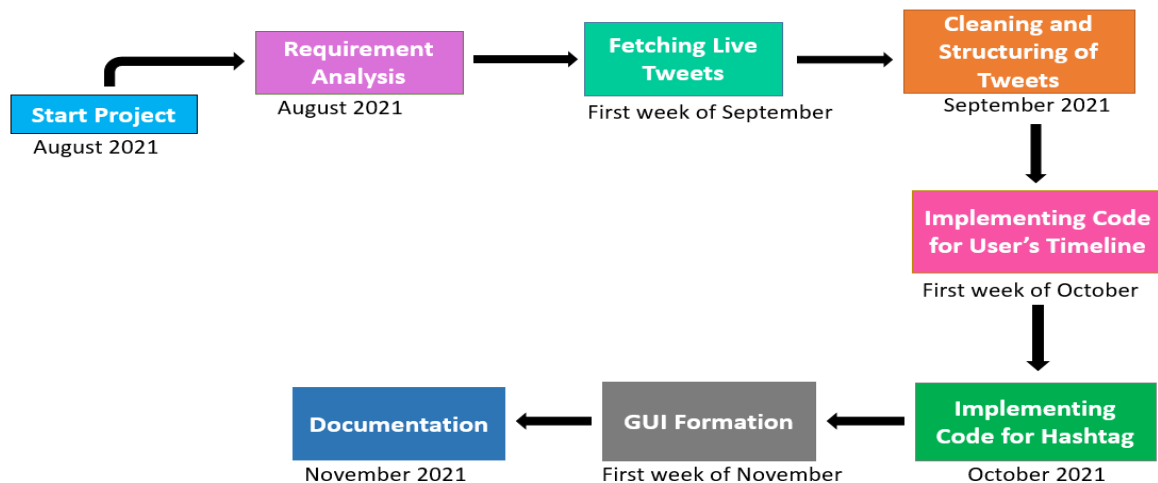 Start Project
August 2021
Requirement
Analysis
August 2021
Fetching Live
Tweets
First week of September
Cleaning and
Structuring of
Tweets
September 2021
Implementing Code
for User’s Timeline
First week of October
Implementing
Code for Hashtag
October 2021
GUI Formation
First week of November
Documentation
November 2021